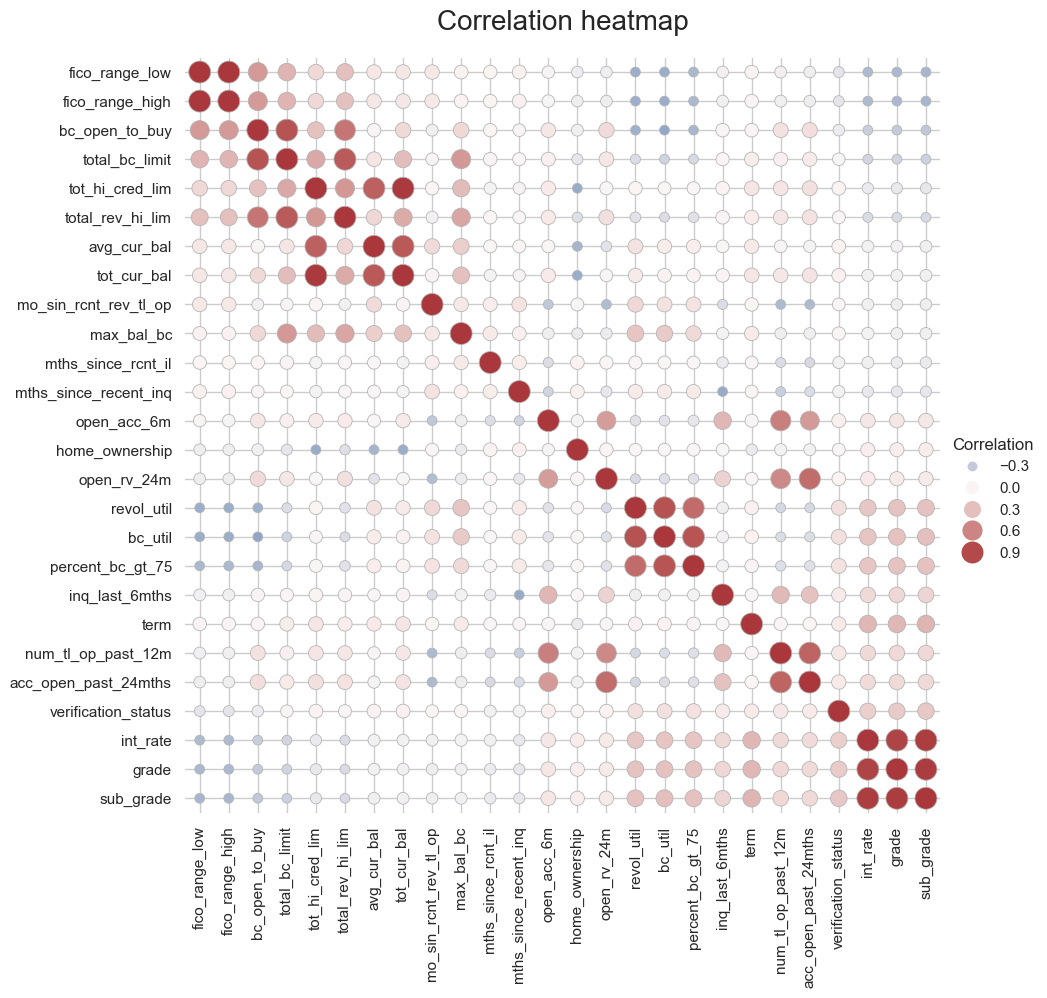 Correlation heatmap
fico_range_low
fico_range_high
bc_open_to_buy
total_bc_limit
tot_hi_cred_lim
total_rev_hi_lim
avg_cur_bal
tot_cur_bal
mo_sin_rcnt_rev_tl_op
max_bal_bc
mths_since_rcnt_il
mths_since_recent_inq
open_acc_6m
home_ownership
open_rv_24m
revol_util
bc_util
percent_bc_gt_75
inq_last_6mths
term
num_tl_op_past_12m
acc_open_past_24mths
verification_status
int_rate
grade
sub_grade
Correlation
−0.3
0.0
0.3
0.6
0.9
fico_range_low
fico_range_high
bc_open_to_buy
total_bc_limit
tot_hi_cred_lim
total_rev_hi_lim
avg_cur_bal
tot_cur_bal
mo_sin_rcnt_rev_tl_op
max_bal_bc
mths_since_rcnt_il
mths_since_recent_inq
open_acc_6m
home_ownership
open_rv_24m
revol_util
bc_util
percent_bc_gt_75
inq_last_6mths
term
num_tl_op_past_12m
acc_open_past_24mths
verification_status
int_rate
grade
sub_grade